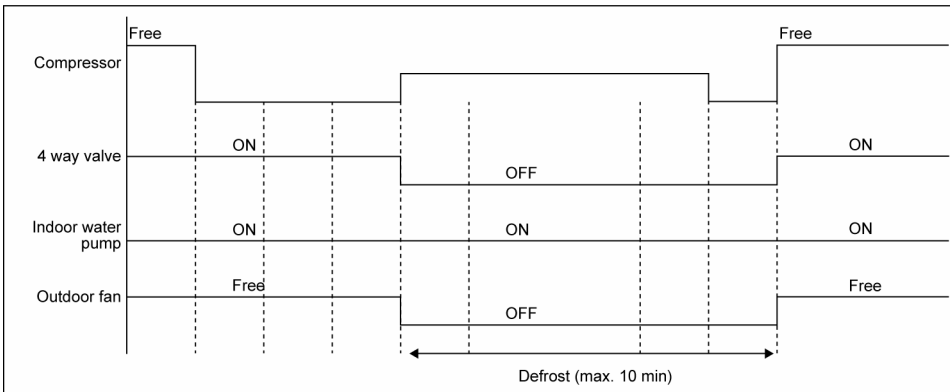 Free Free
Compressor
4 way valve ON ON
OFF
Indoor water
pump
ON ON ON
Outdoor fan Free Free
OFF
Defrost (max. 10 min)